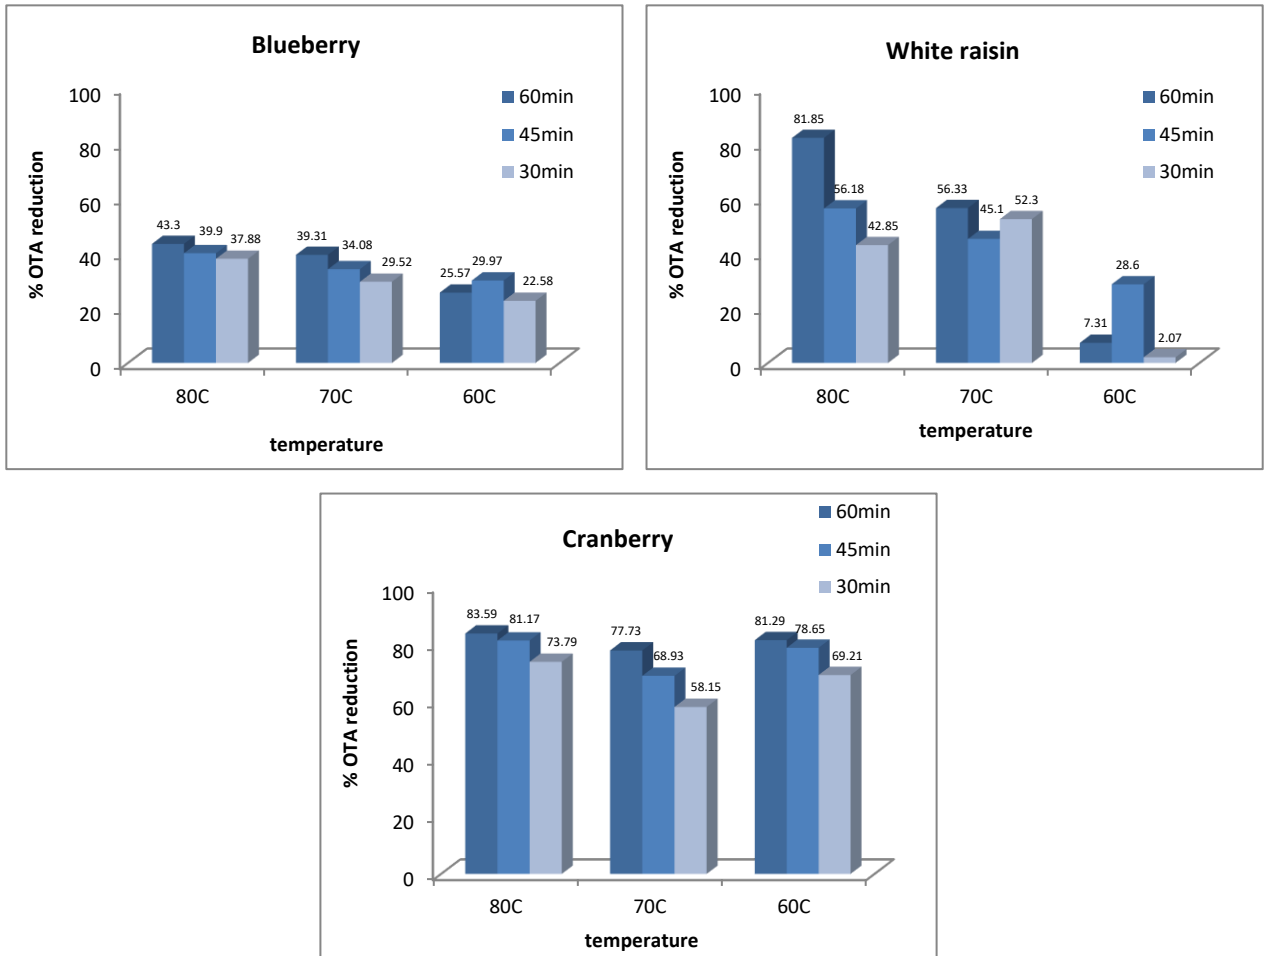 Blueberry
% OTA reduction
100
80
60
40
20
0
60min
45min
30min
43.3
39.9
37.88
39.31
34.08
29.52
25.57
29.97
22.58
80C
70C
60C
temperature
White raisin
% OTA reduction
100
80
60
40
20
0
60min
45min
30min
81.85
56.18
42.85
56.33
45.1
52.3
7.31
28.6
2.07
80C
70C
60C
temperature
Cranberry
% OTA reduction
100
80
60
40
20
0
60min
45min
30min
83.59
81.17
73.79
77.73
68.93
58.15
81.29
78.65
69.21
80C
70C
60C
temperature